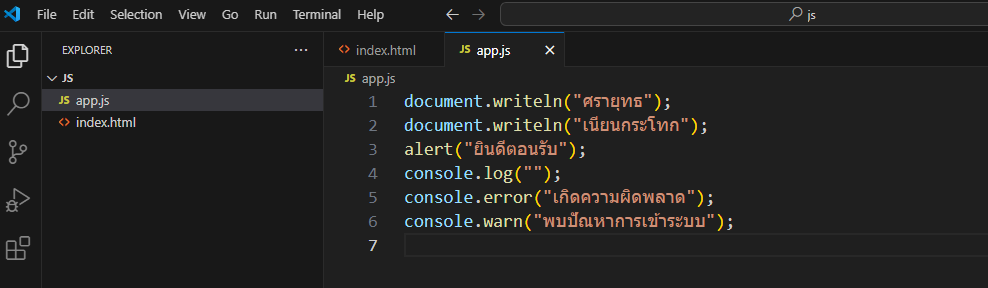 File Edit Selection View Go Run Terminal Help
js
EXPLORER
JS
JS app.js
index.html
index.html
JS app.js
JS app.js
1 document.writeln("ศรายุทธ");
2 document.writeln("เนียนกระโทก");
3 alert("ยินดีตอนรับ");
4 console.log("");
5 console.error("เกิดความผิดพลาด");
6 console.warn("พบปัณหาการเข้าระบบ");
7